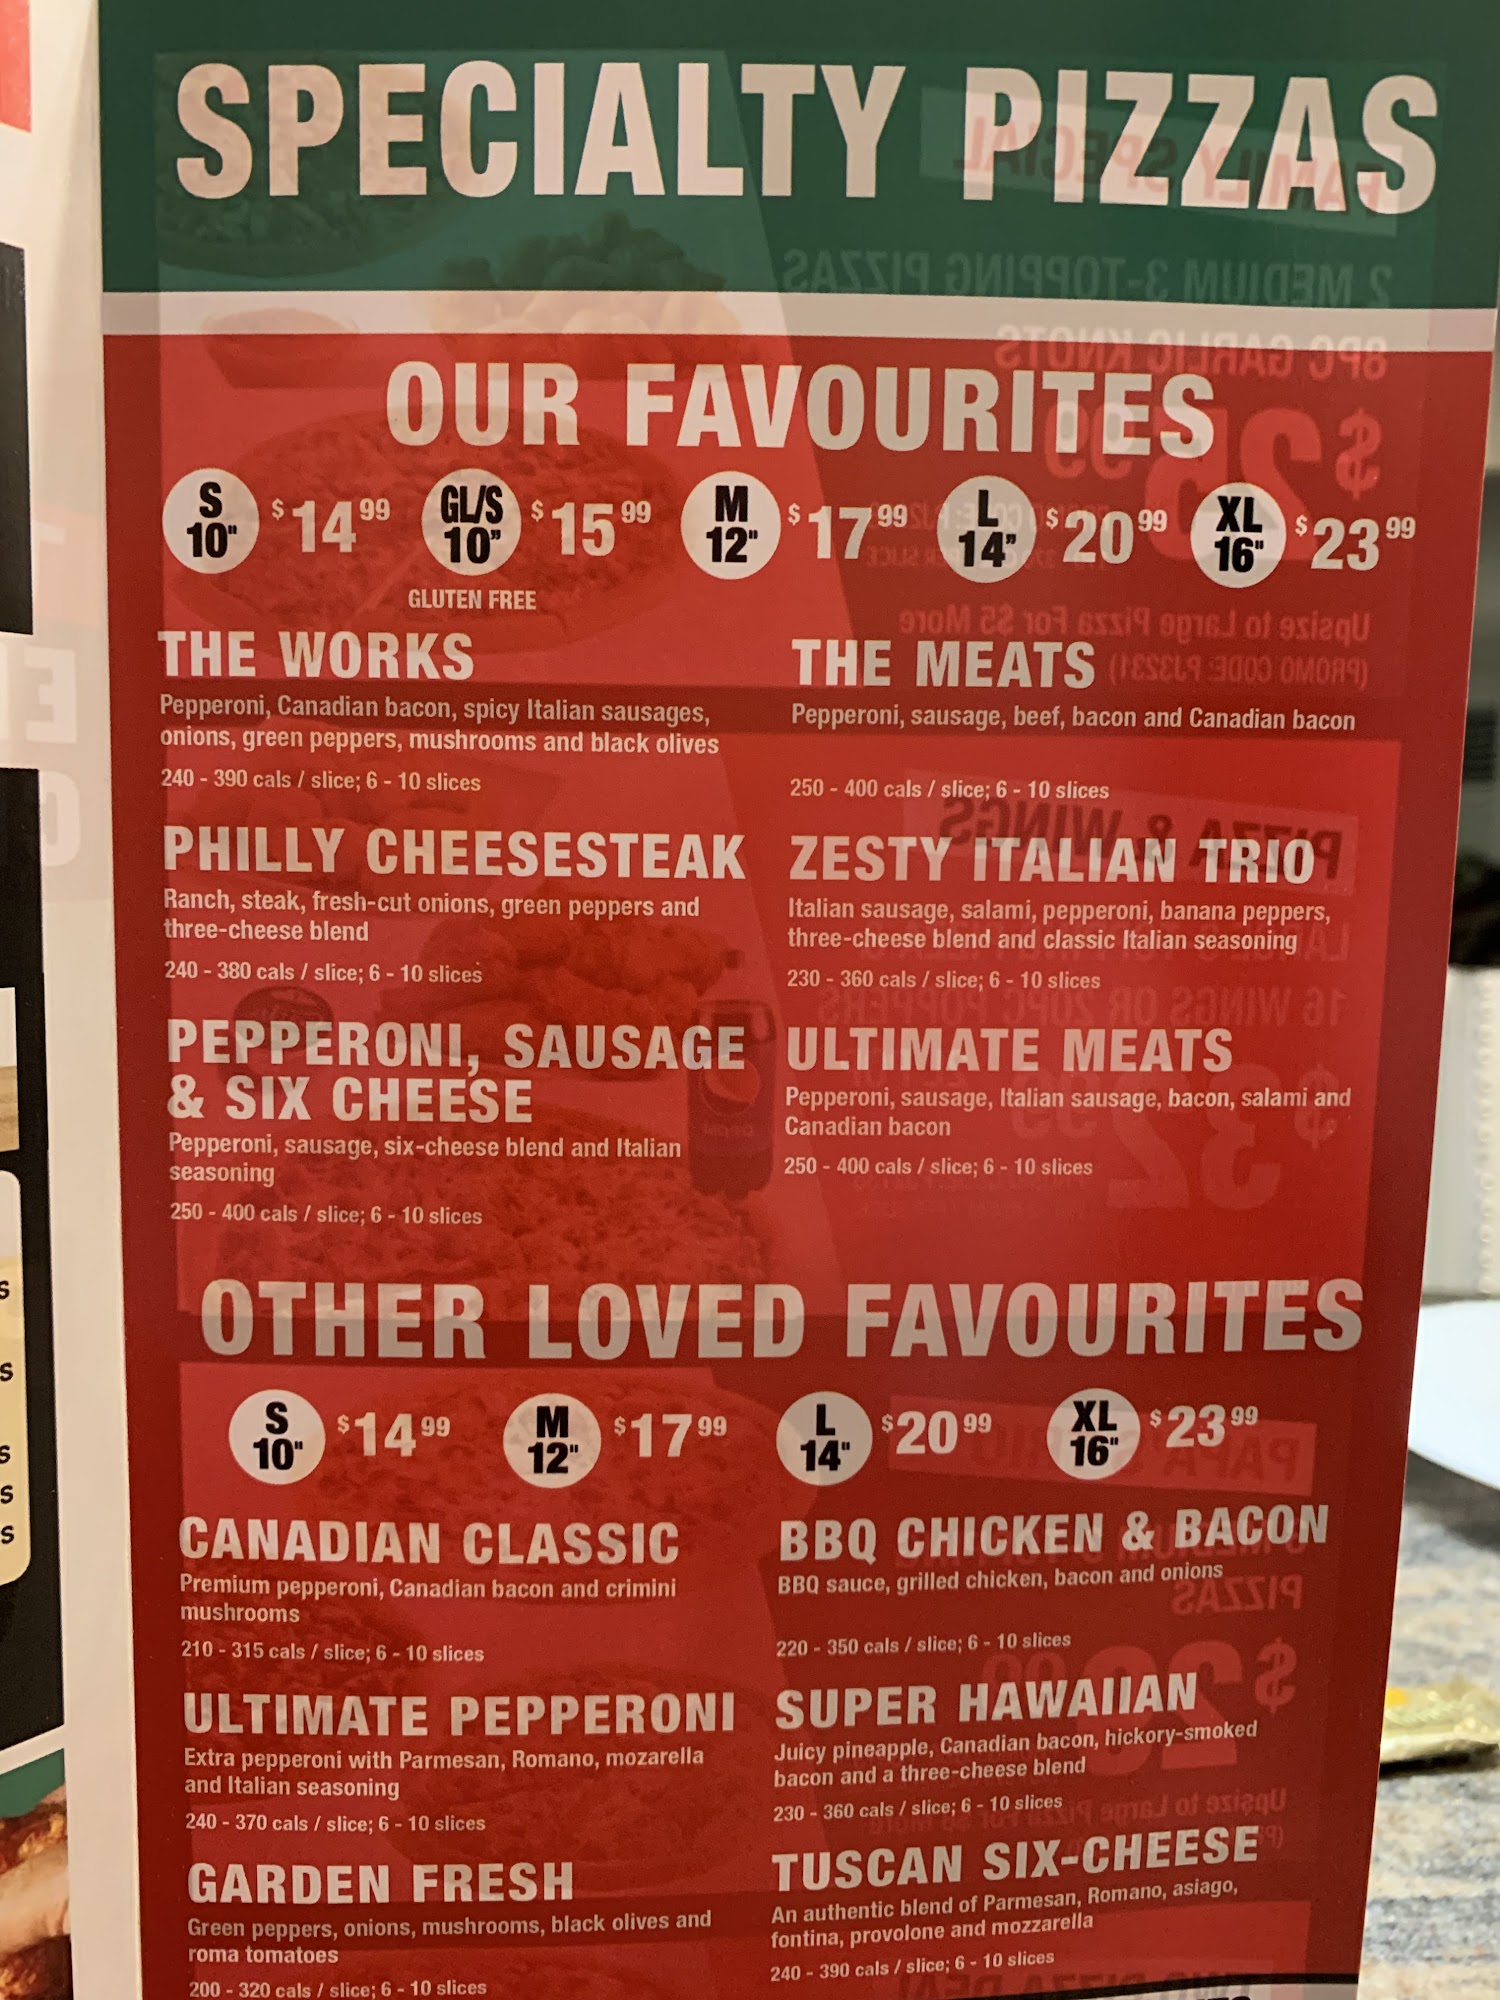 SPECIALTY PIZZAS
OUR FAVOURITES
S 10" $14.99 GL/S 10" $15.99 M 12" $17.99 L 14" $20.99 XL 16" $23.99
GLUTEN FREE
THE WORKS
Pepperoni, Canadian bacon, spicy Italian sausages,
onions, green peppers, mushrooms and black olives
240 - 390 cals / slice; 6 - 10 slices
THE MEATS
Pepperoni, sausage, beef, bacon and Canadian bacon
250 - 400 cals / slice; 6 - 10 slices
PHILLY CHEESESTEAK
Ranch, steak, fresh-cut onions, green peppers and
three-cheese blend
240 - 380 cals / slice; 6 - 10 slices
ZESTY ITALIAN TRIO
Italian sausage, salami, pepperoni, banana peppers,
three-cheese blend and classic Italian seasoning
230 - 360 cals / slice; 6 - 10 slices
PEPPERONI, SAUSAGE
& SIX CHEESE
Pepperoni, sausage, six-cheese blend and Italian
seasoning
250 - 400 cals / slice; 6 - 10 slices
ULTIMATE MEATS
Pepperoni, sausage, Italian sausage, bacon, salami and
Canadian bacon
250 - 400 cals / slice; 6 - 10 slices
OTHER LOVED FAVOURITES
S 10" $14.99 M 12" $17.99 L 14" $20.99 XL 16" $23.99
CANADIAN CLASSIC
Premium pepperoni, Canadian bacon and crimini
mushrooms
210 - 315 cals / slice; 6 - 10 slices
BBQ CHICKEN & BACON
BBQ sauce, grilled chicken, bacon and onions
220 - 350 cals / slice; 6 - 10 slices
ULTIMATE PEPPERONI
Extra pepperoni with Parmesan, Romano, mozarella
and Italian seasoning
240 - 370 cals / slice; 6 - 10 slices
SUPER HAWAIIAN
Juicy pineapple, Canadian bacon, hickory-smoked
bacon and a three-cheese blend
230 - 360 cals / slice; 6 - 10 slices
GARDEN FRESH
Green peppers, onions, mushrooms, black olives and
roma tomatoes
200 - 320 cals / slice; 6 - 10 slices
TUSCAN SIX-CHEESE
An authentic blend of Parmesan, Romano, asiago,
fontina, provolone and mozzarella
240 - 390 cals / slice; 6 - 10 slices